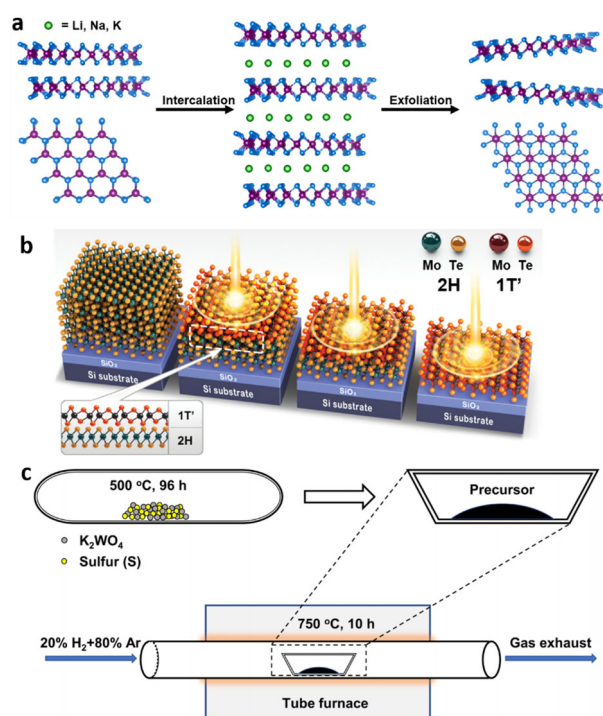 a
= Li, Na, K
Intercalation
Exfoliation
b
Mo Te Mo Te
2H 1T'
SiO₂
Si substrate
SiO₂
Si substrate
SiO₂
Si substrate
SiO₂
Si substrate
1T'
2H
c
500 °C, 96 h
K₂WO₄
Sulfur (S)
Precursor
750 °C, 10 h
20% H₂+80% Ar
Gas exhaust
Tube furnace